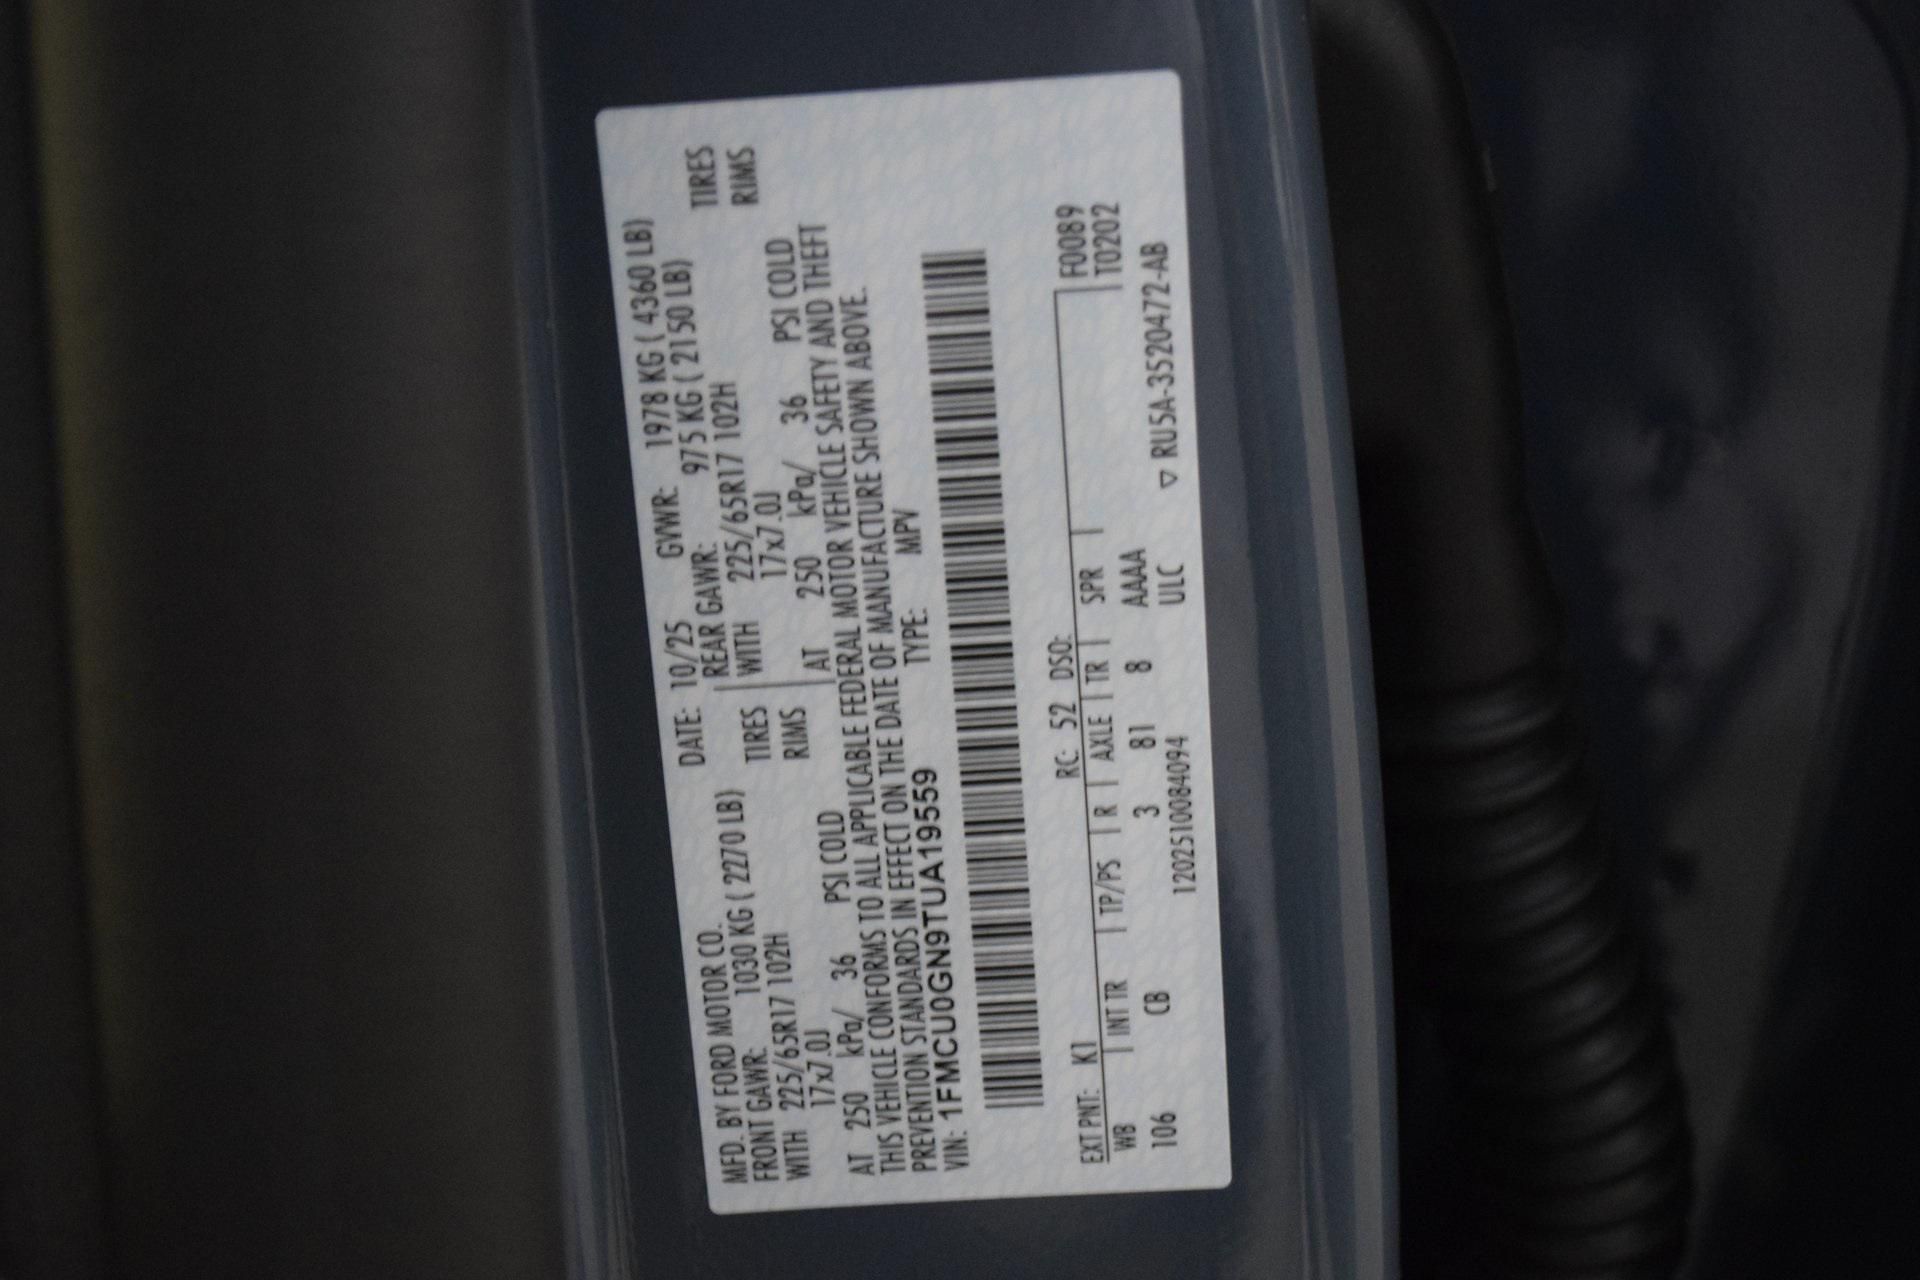 MFD. BY FORD MOTOR CO. DATE: 10/25 GVWR: 1978 KG ( 4360 LB)
FRONT GAWR: 1030 KG ( 2270 LB) REAR GAWR: 975 KG ( 2150 LB)
WITH 225/65R17 102H TIRES WITH 225/65R17 102H TIRES
17x7.0J RIMS 17x7.0J RIMS
AT 250 kPa/ 36 PSI COLD AT 250 kPa/ 36 PSI COLD
THIS VEHICLE CONFORMS TO ALL APPLICABLE FEDERAL MOTOR VEHICLE SAFETY AND THEFT
PREVENTION STANDARDS IN EFFECT ON THE DATE OF MANUFACTURE SHOWN ABOVE.
VIN: 1FMCU0GN9TUA19559 TYPE: MPV
EXT PNT: K1 RC: 52 DSO: F0089
WB | INT TR | TP/PS | R | AXLE | TR | SPR | T0202
106 CB 3 81 8 AAAA ▽ RU5A-3520472-AB
1202510084094 ULC